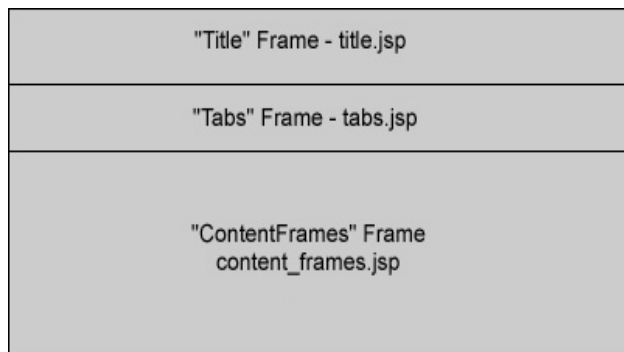 "Title" Frame - title.jsp
"Tabs" Frame - tabs.jsp
"ContentFrames" Frame
content_frames.jsp